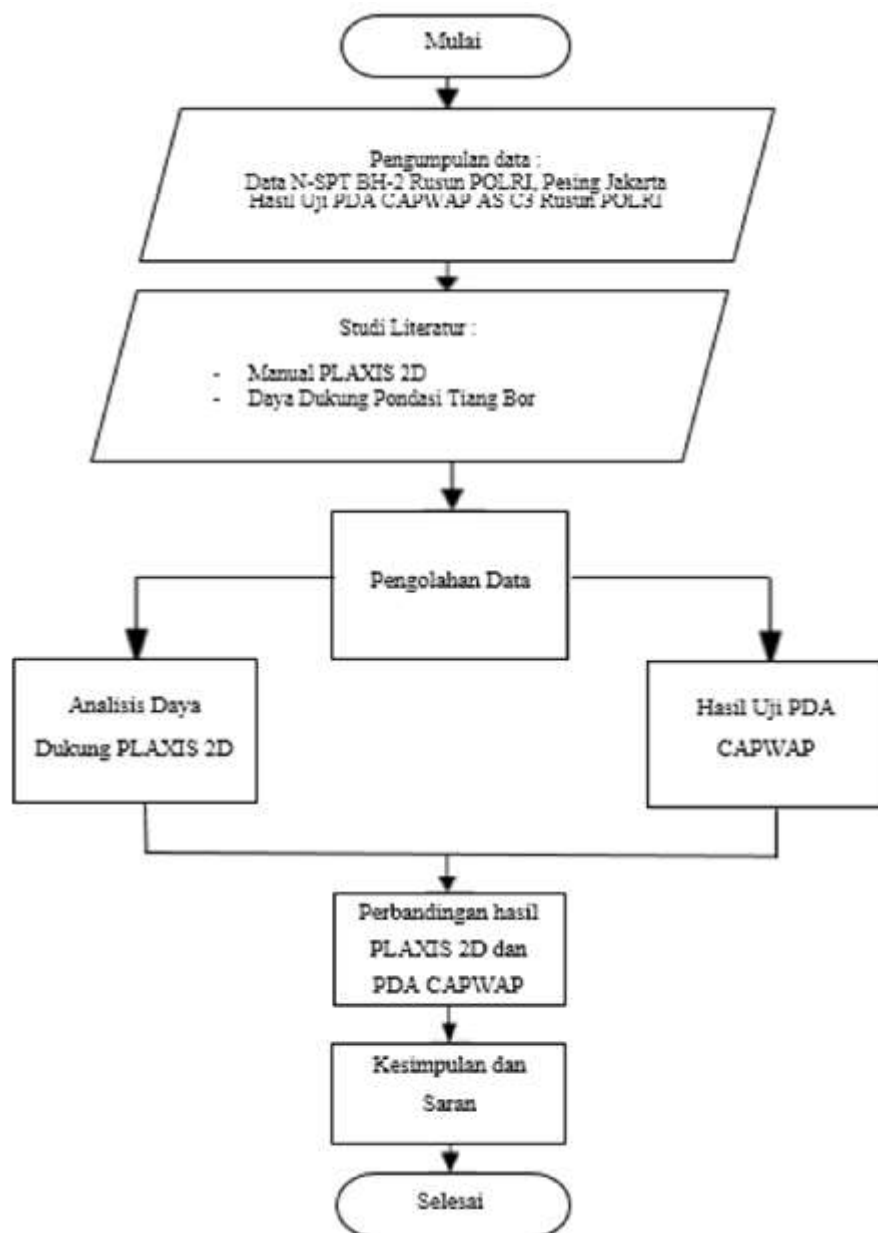 Mulai
Pengumpulan data :
Data N-SPT BH-2 Rusun POLRI, Pesing Jakarta
Hasil Uji PDA CAPWAP AS C3 Rusun POLRI
Studi Literatur :
- Manual PLAXIS 2D
- Daya Dukung Pondasi Tiang Bor
Pengolahan Data
Analisis Daya
Dukung PLAXIS 2D
Hasil Uji PDA
CAPWAP
Perbandingan hasil
PLAXIS 2D dan
PDA CAPWAP
Kesimpulan dan
Saran
Selesai